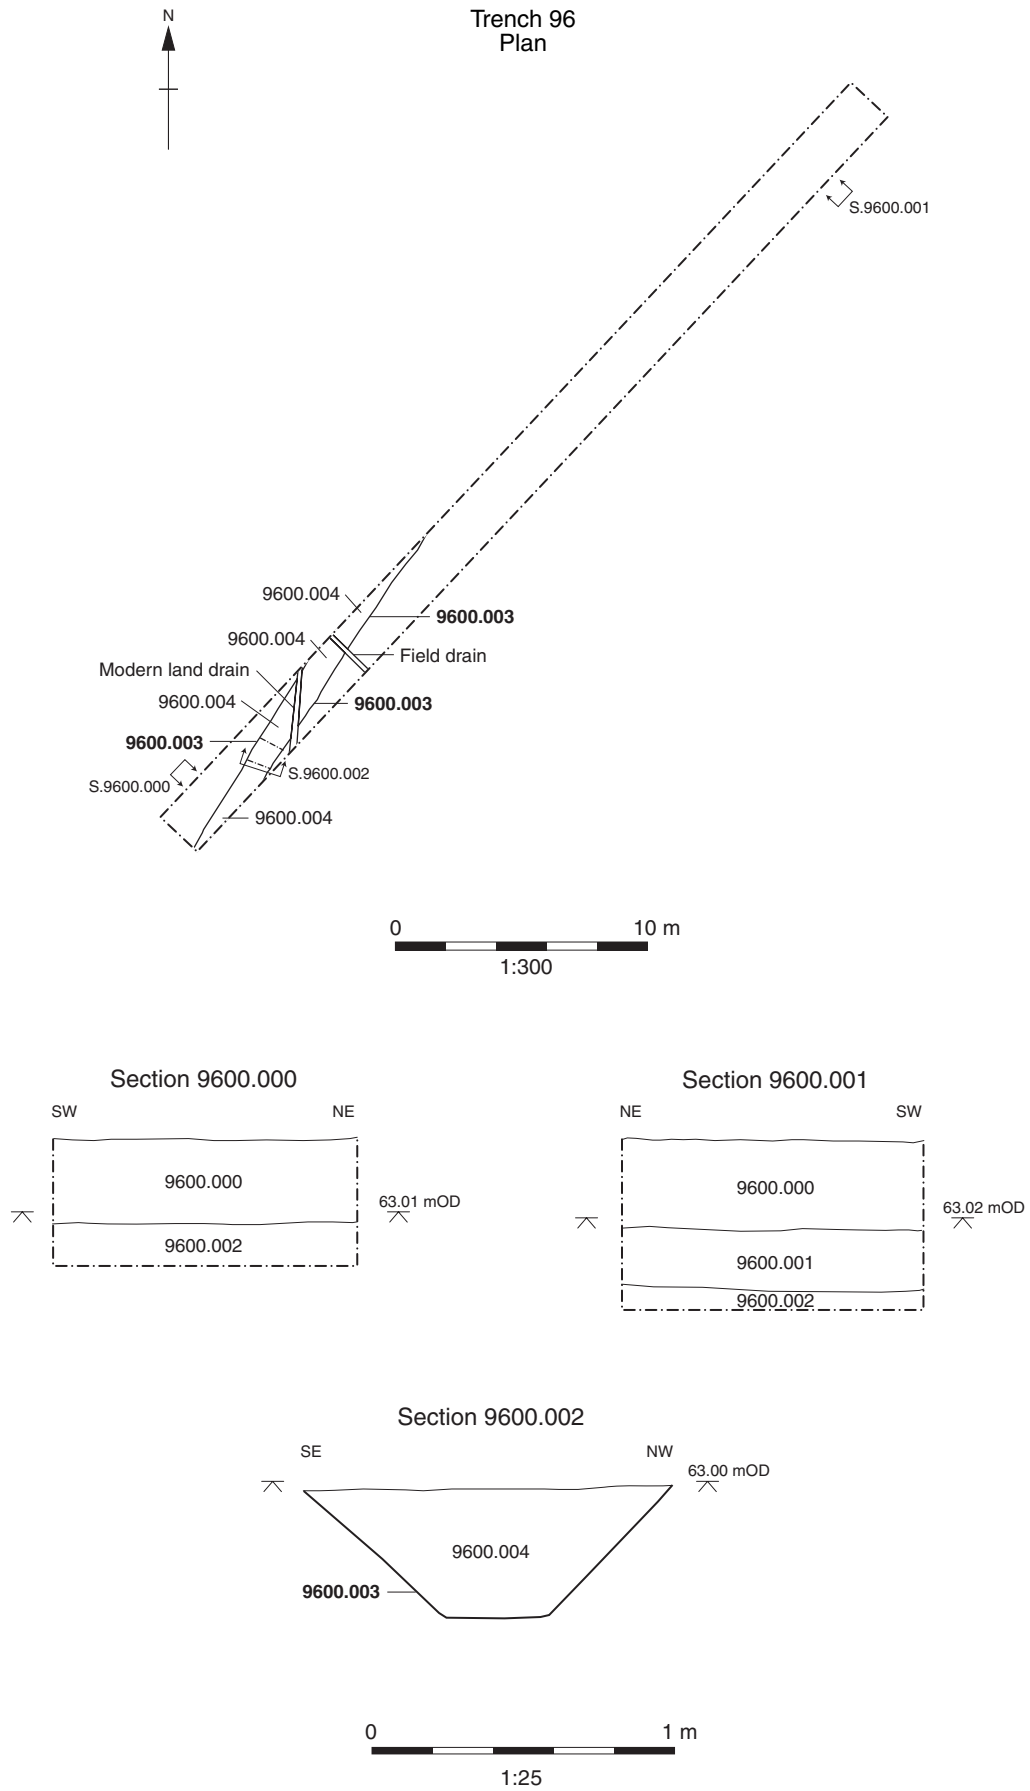 N
Trench 96
Plan
S.9600.001
9600.004
9600.003
9600.004
Field drain
Modern land drain
9600.004
9600.003
9600.003
S.9600.002
S.9600.000
9600.004
0 10 m
1:300
Section 9600.000
SW NE
9600.000
63.01 mOD
9600.002
Section 9600.001
NE SW
9600.000
63.02 mOD
9600.001
9600.002
Section 9600.002
SE NW
63.00 mOD
9600.004
9600.003
0 1 m
1:25